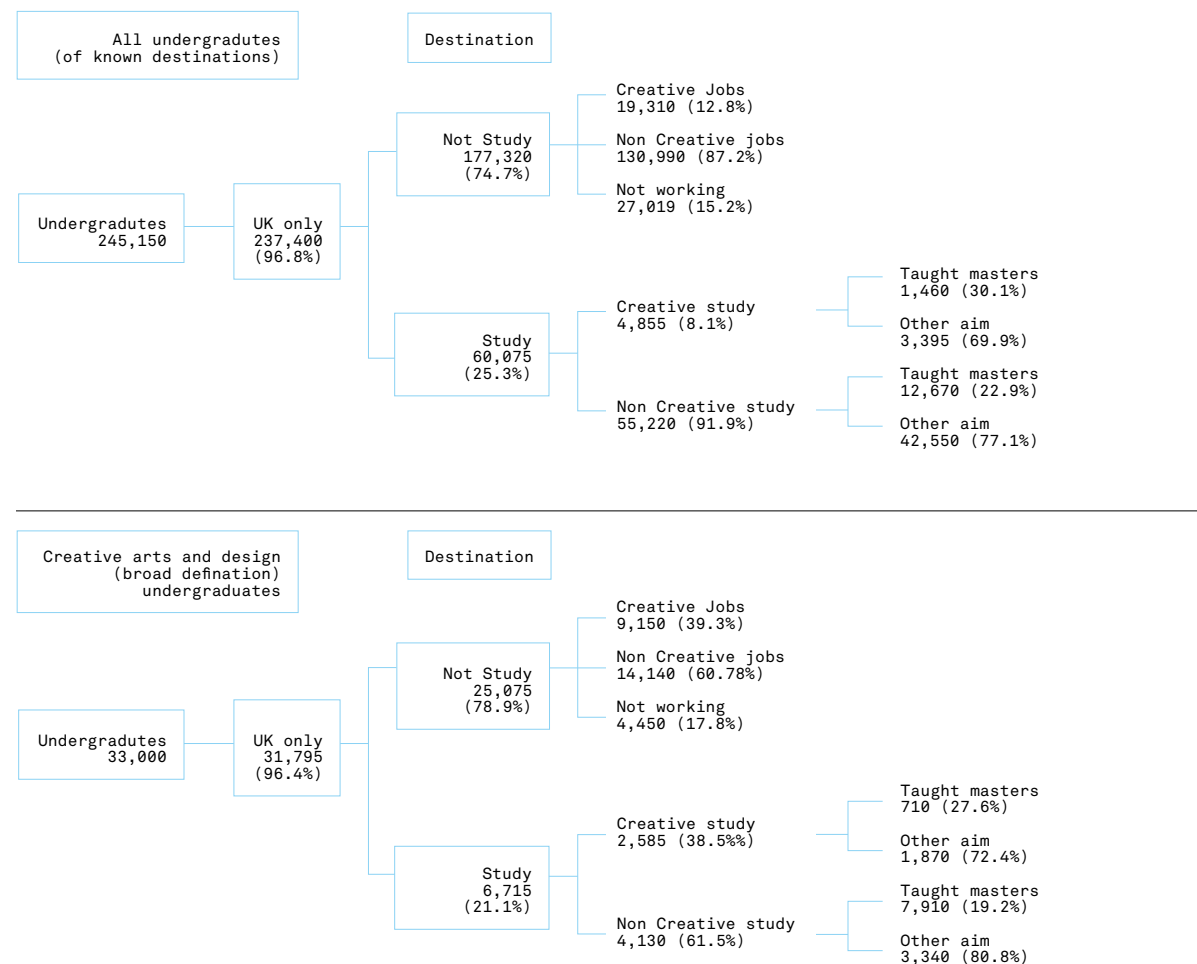 All undergradutes
(of known destinations)
Destination
Undergradutes
245,150
UK only
237,400
(96.8%)
Not Study
177,320
(74.7%)
Creative Jobs
19,310 (12.8%)
Non Creative jobs
130,990 (87.2%)
Not working
27,019 (15.2%)
Study
60,075
(25.3%)
Creative study
4,855 (8.1%)
Taught masters
1,460 (30.1%)
Other aim
3,395 (69.9%)
Non Creative study
55,220 (91.9%)
Taught masters
12,670 (22.9%)
Other aim
42,550 (77.1%)
Creative arts and design
(broad defination)
undergraduates
Destination
Undergradutes
33,000
UK only
31,795
(96.4%)
Not Study
25,075
(78.9%)
Creative Jobs
9,150 (39.3%)
Non Creative jobs
14,140 (60.78%)
Not working
4,450 (17.8%)
Study
6,715
(21.1%)
Creative study
2,585 (38.5%%)
Taught masters
710 (27.6%)
Other aim
1,870 (72.4%)
Non Creative study
4,130 (61.5%)
Taught masters
7,910 (19.2%)
Other aim
3,340 (80.8%)